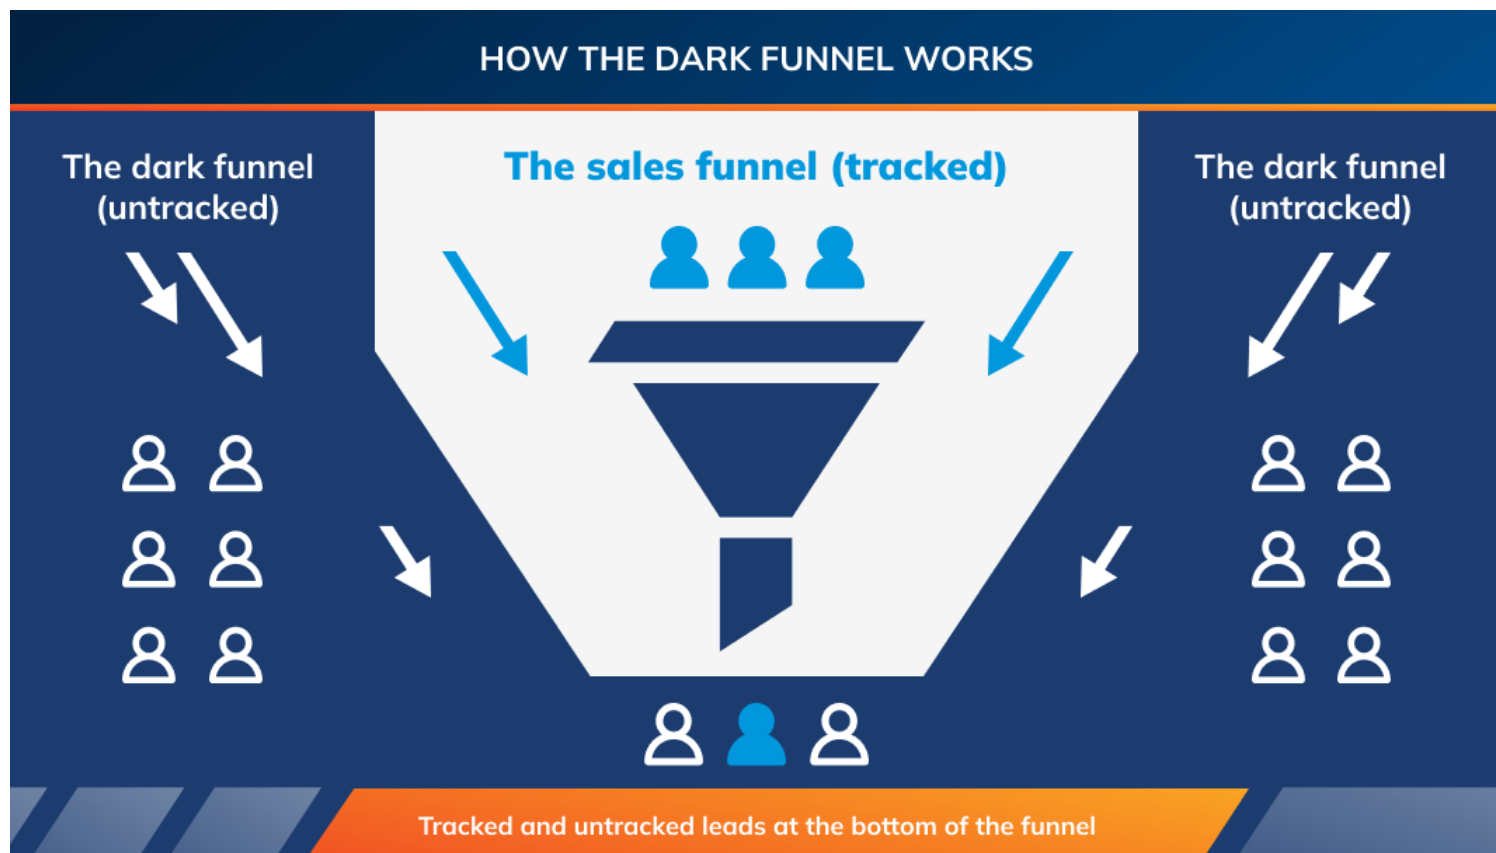 HOW THE DARK FUNNEL WORKS
The dark funnel
(untracked)
The sales funnel (tracked)
The dark funnel
(untracked)
Tracked and untracked leads at the bottom of the funnel